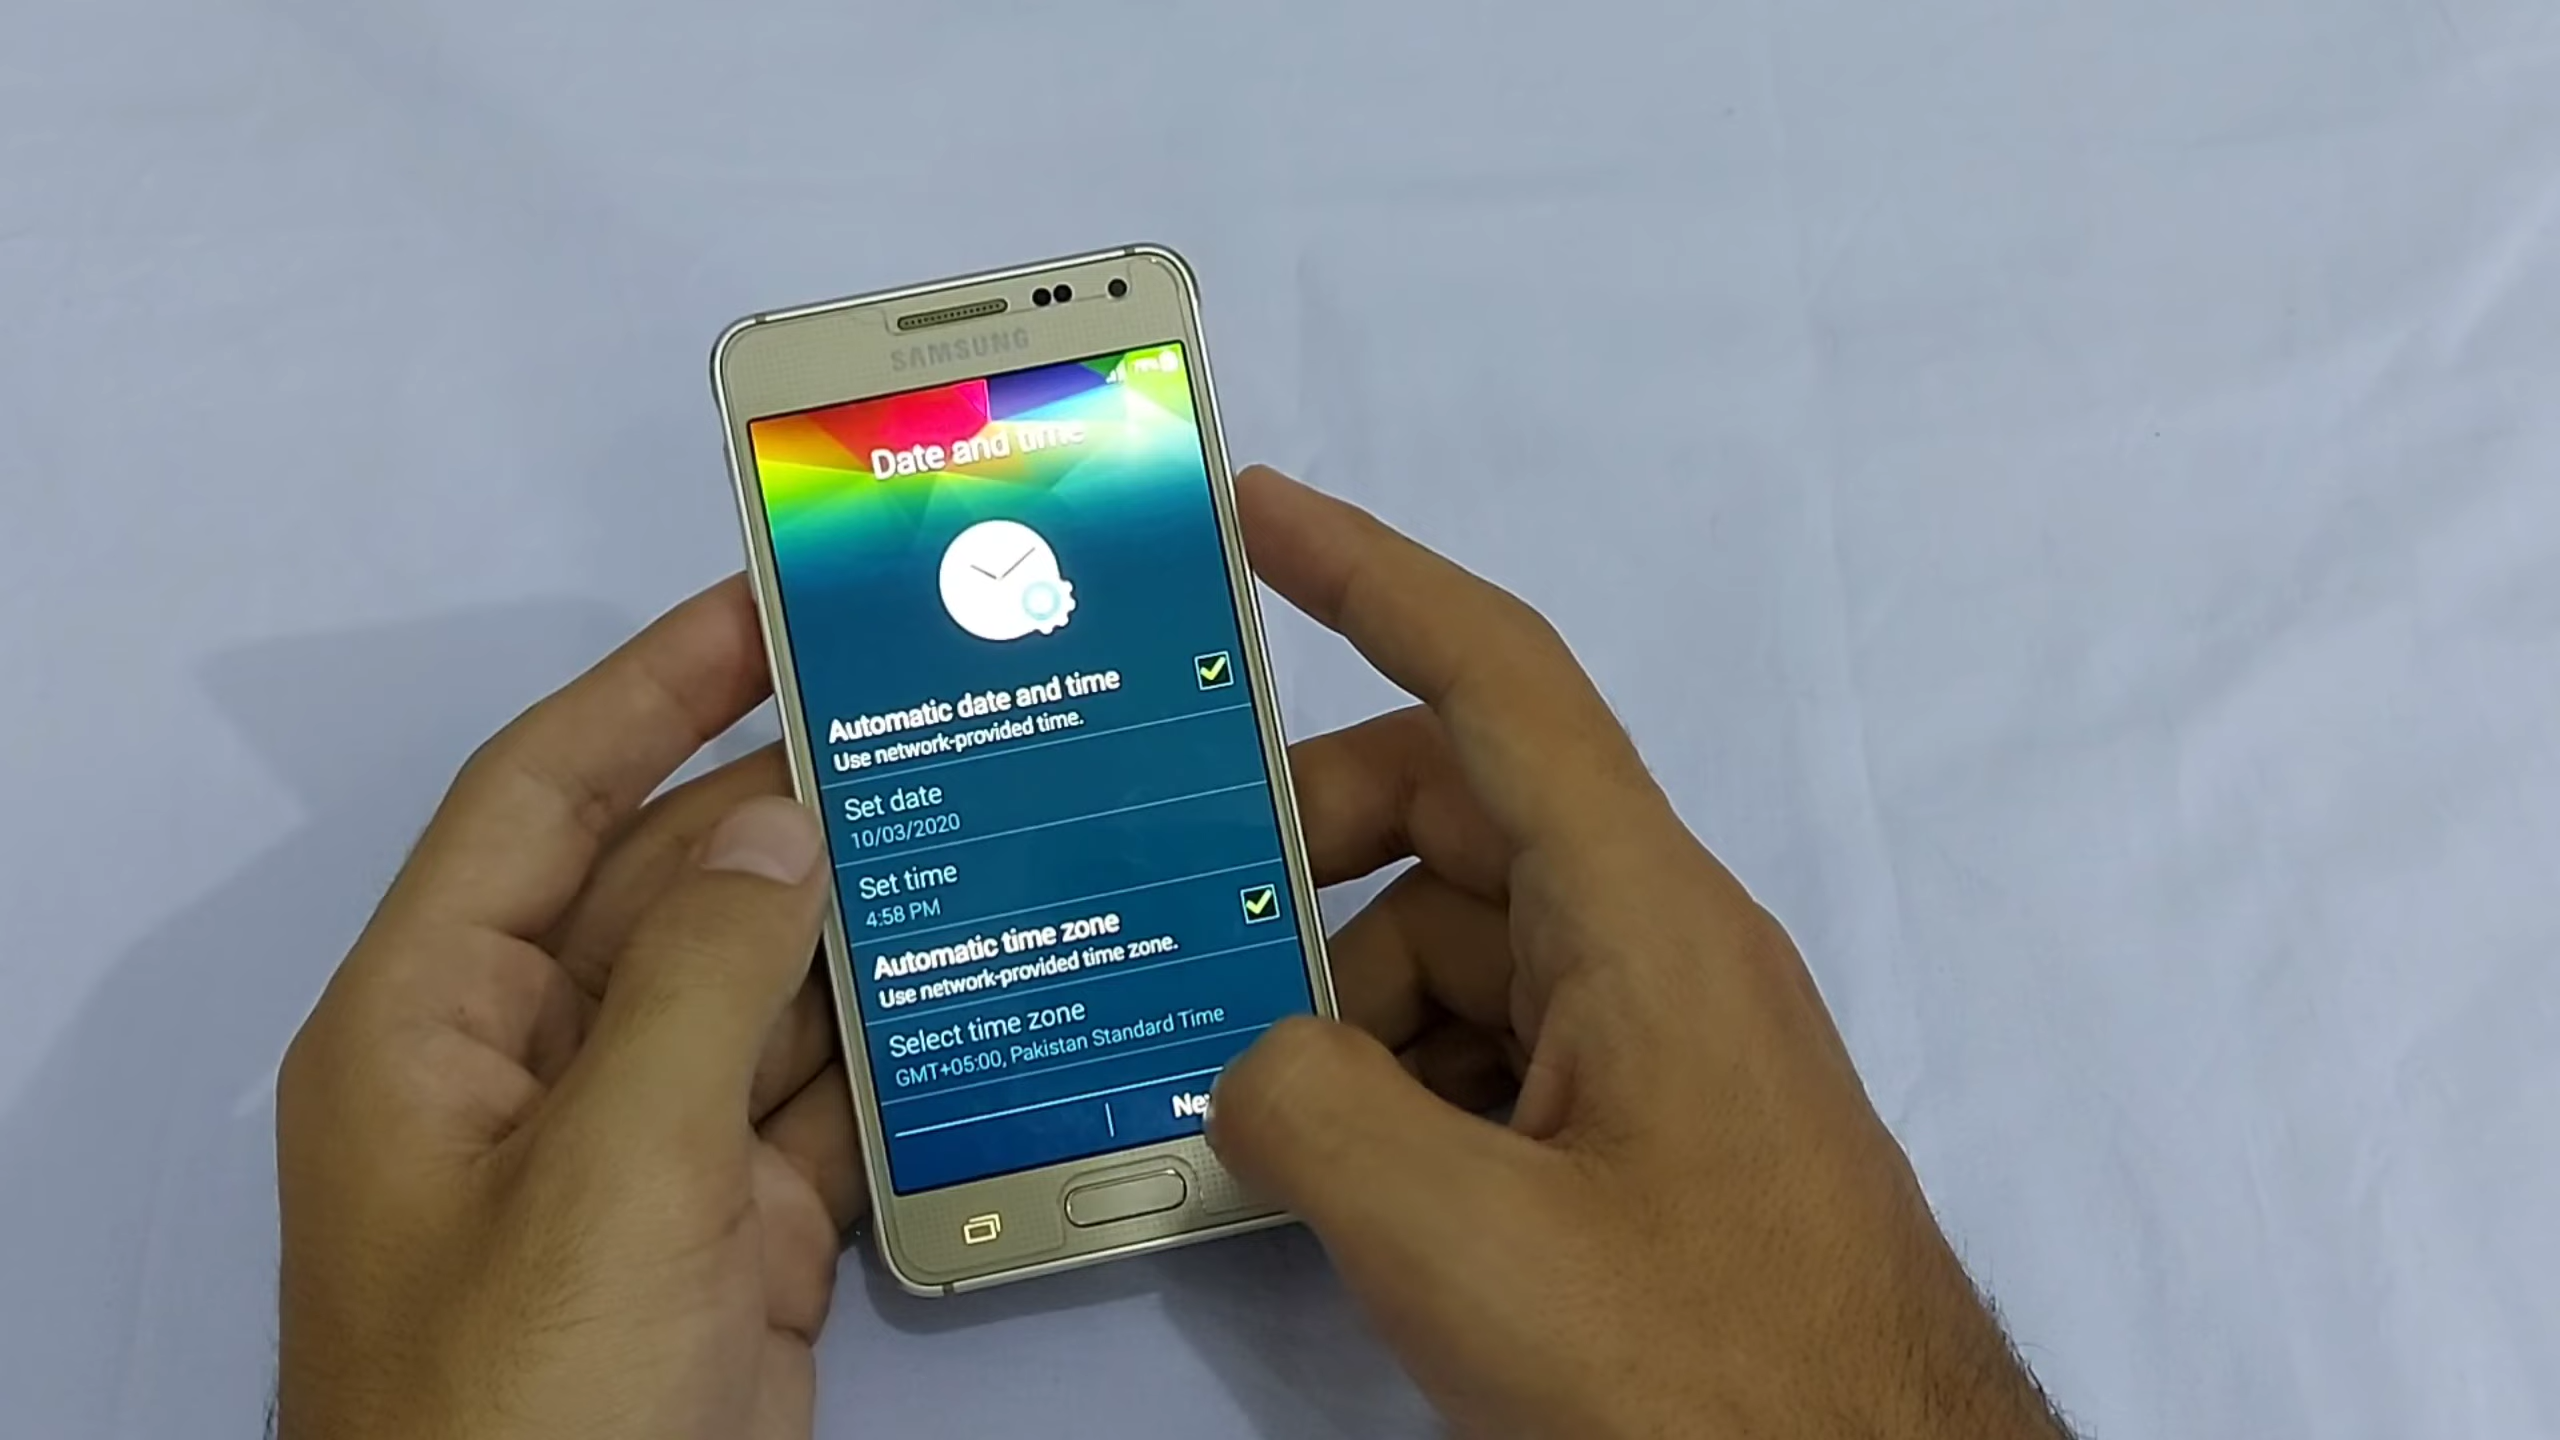 SAMSUNG
Date and time
Automatic date and time
Use network-provided time.
Set date
10/03/2020
Set time
4:58 PM
Automatic time zone
Use network-provided time zone.
Select time zone
GMT+05:00, Pakistan Standard Time